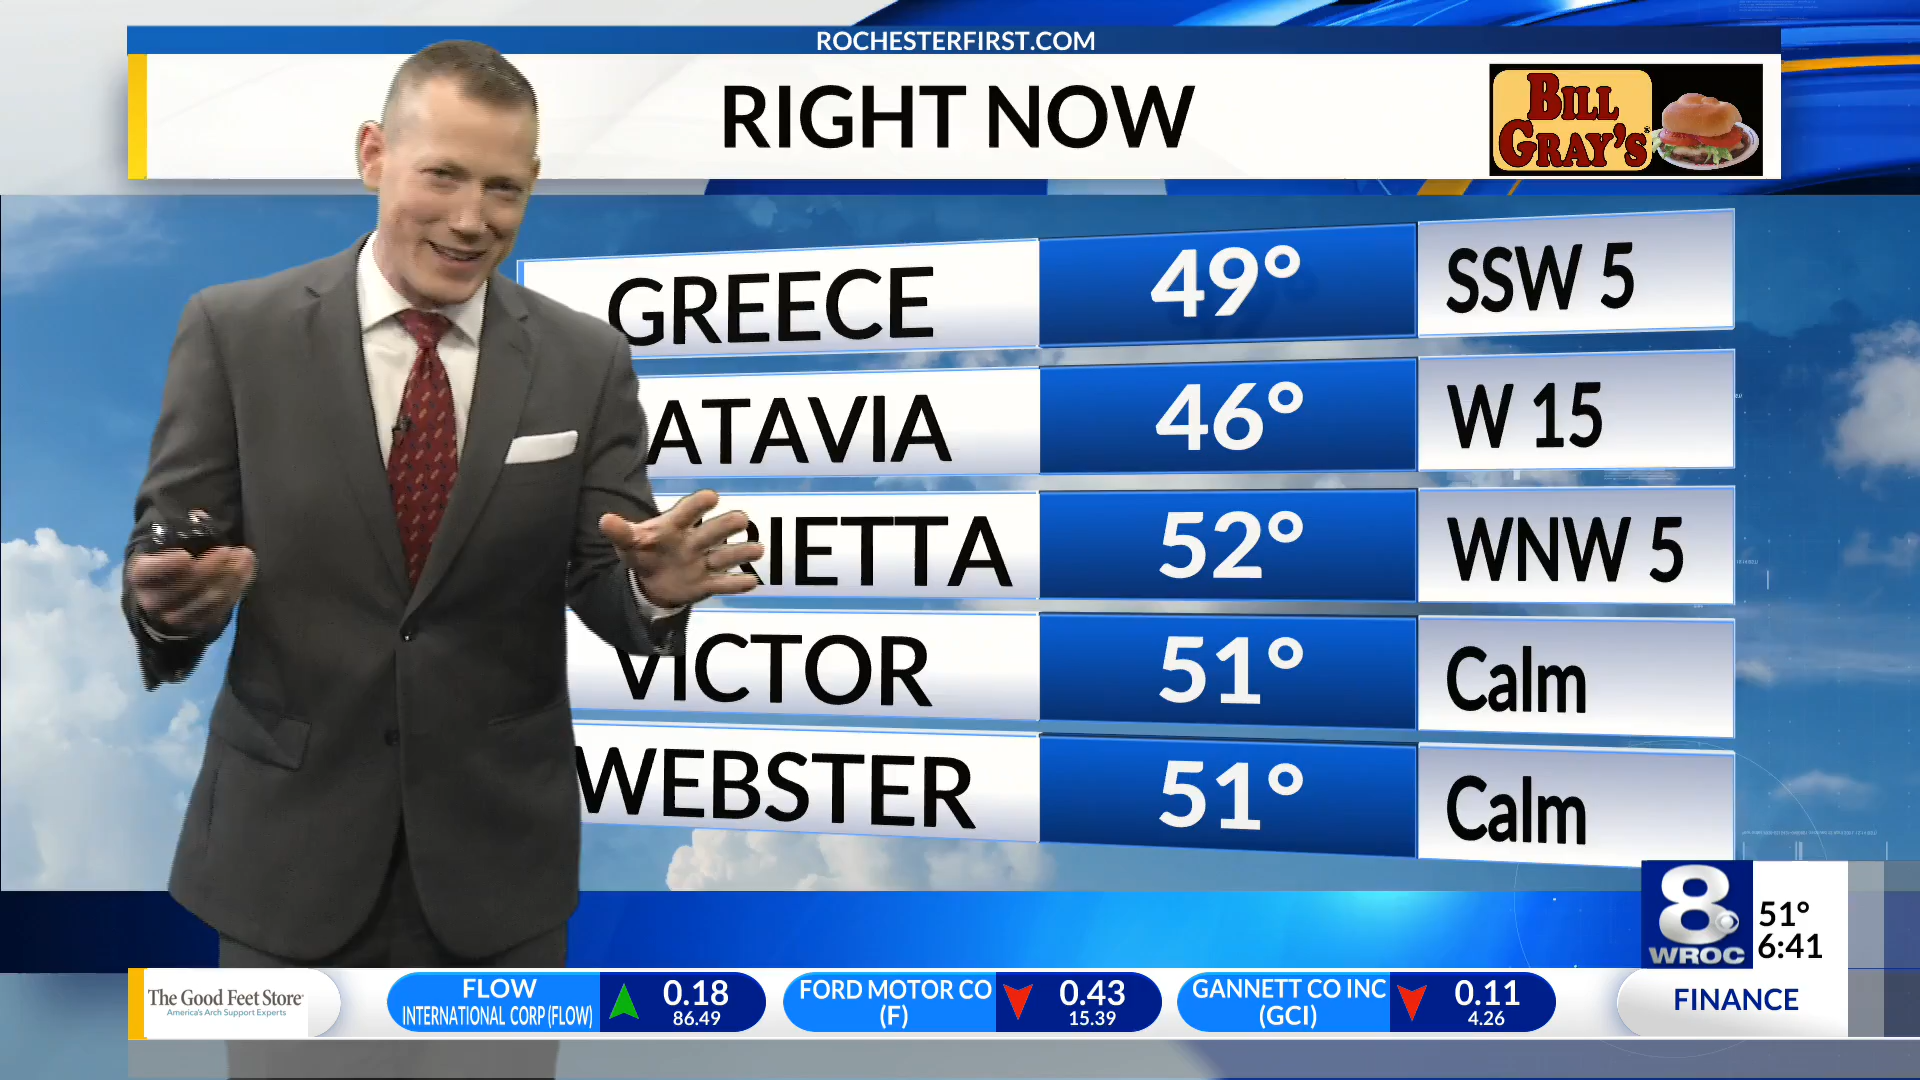 ROCHESTERFIRST.COM
RIGHT NOW
BILL
GRAY'S
GREECE 49° SSW 5
ATAVIA 46° W 15
RIETTA 52° WNW 5
VICTOR 51° Calm
WEBSTER 51° Calm
8
WROC
51°
6:41
The Good Feet Store
America's Arch Support Experts
FLOW
INTERNATIONAL CORP (FLOW)
0.18
86.49
FORD MOTOR CO
(F)
0.43
15.39
GANNETT CO INC
(GCI)
0.11
4.26
FINANCE